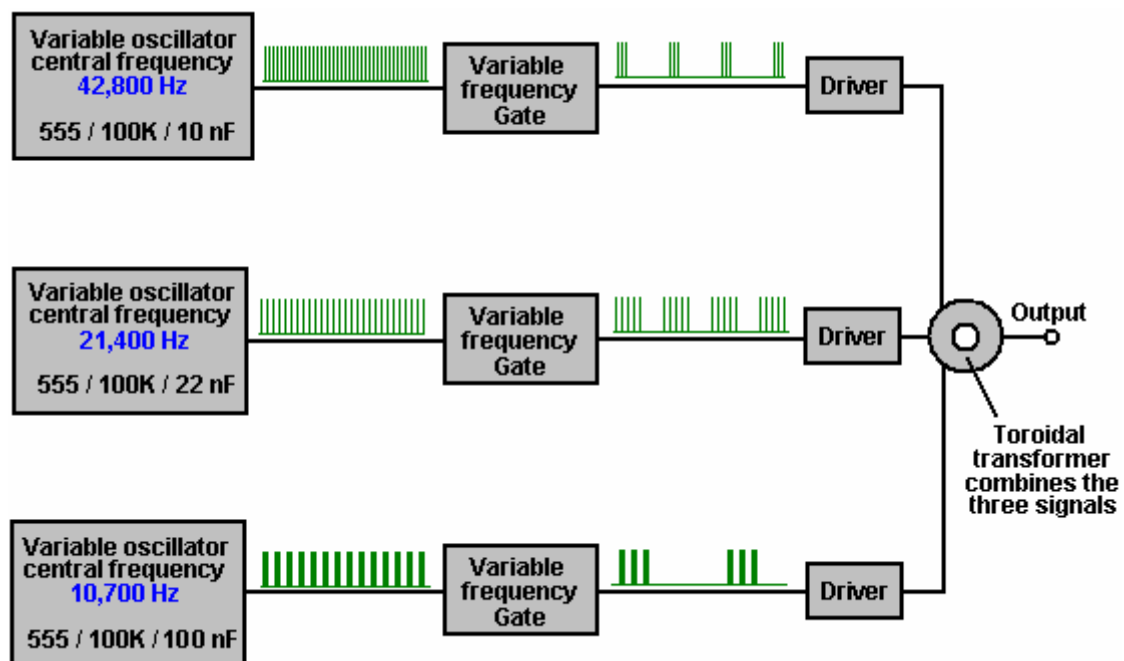 Variable oscillator
central frequency
42,800 Hz
555 / 100K / 10 nF
Variable
frequency
Gate
Driver
Variable oscillator
central frequency
21,400 Hz
555 / 100K / 22 nF
Variable
frequency
Gate
Driver
Output
Toroidal
transformer
combines the
three signals
Variable oscillator
central frequency
10,700 Hz
555 / 100K / 100 nF
Variable
frequency
Gate
Driver